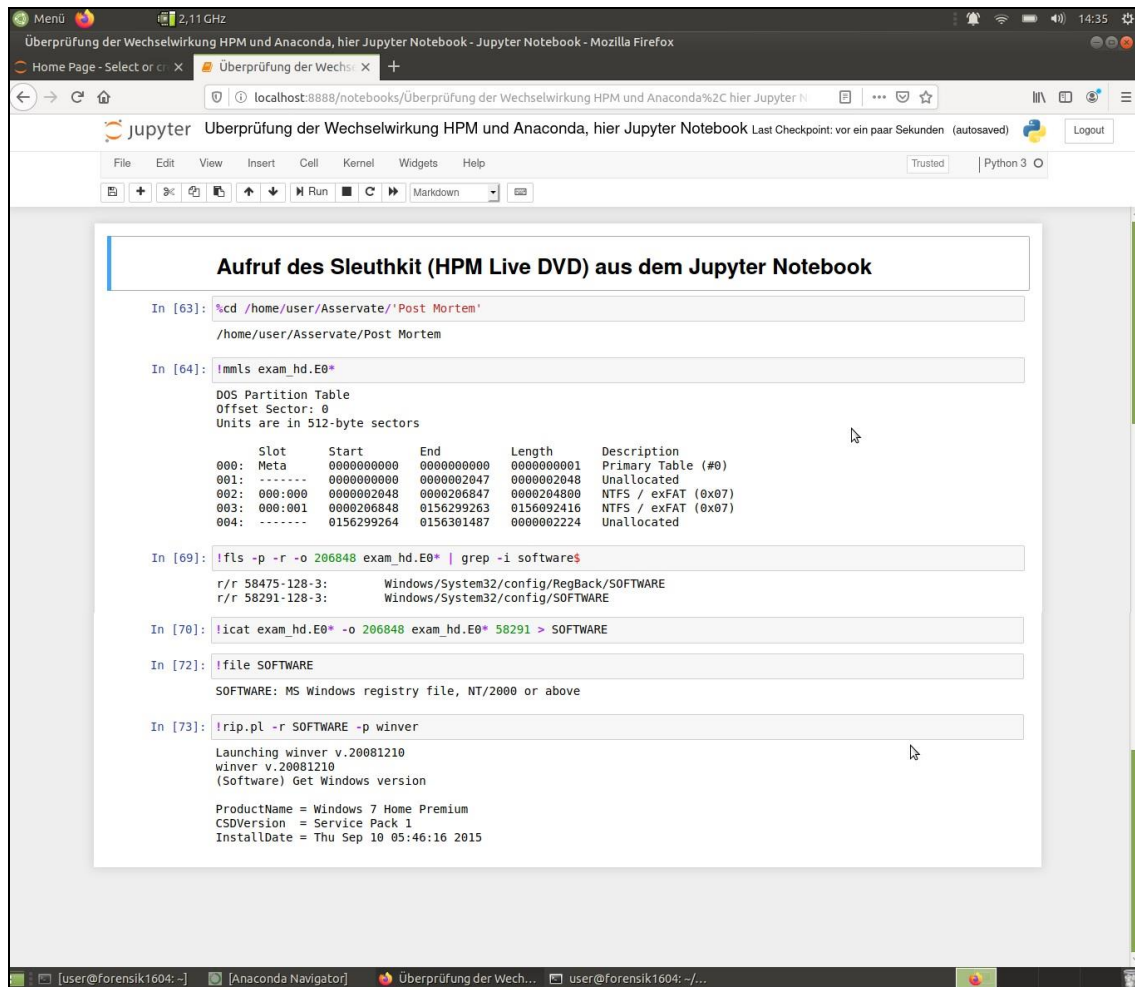 Menü 2,11 GHz 14:35
Überprüfung der Wechselwirkung HPM und Anaconda, hier Jupyter Notebook - Jupyter Notebook - Mozilla Firefox
Home Page - Select or cr Überprüfung der Wechse
localhost:8888/notebooks/Überprüfung der Wechselwirkung HPM und Anaconda%2C hier Jupyter N
jupyter Überprüfung der Wechselwirkung HPM und Anaconda, hier Jupyter Notebook Last Checkpoint: vor ein paar Sekunden (autosaved) Logout
File Edit View Insert Cell Kernel Widgets Help Trusted Python 3
Run Markdown
Aufruf des Sleuthkit (HPM Live DVD) aus dem Jupyter Notebook
In [63]: %cd /home/user/Asservate/'Post Mortem'
/home/user/Asservate/Post Mortem
In [64]: !mmls exam_hd.E0*
DOS Partition Table
Offset Sector: 0
Units are in 512-byte sectors
Slot Start End Length Description
000: Meta 0000000000 0000000000 0000000001 Primary Table (#0)
001: ------- 0000000000 0000002047 0000002048 Unallocated
002: 000:000 0000002048 0000206847 0000204800 NTFS / exFAT (0x07)
003: 000:001 0000206848 0156299263 0156092416 NTFS / exFAT (0x07)
004: ------- 0156299264 0156301487 0000002224 Unallocated
In [69]: !fls -p -r -o 206848 exam_hd.E0* | grep -i software$
r/r 58475-128-3: Windows/System32/config/RegBack/SOFTWARE
r/r 58291-128-3: Windows/System32/config/SOFTWARE
In [70]: !icat exam_hd.E0* -o 206848 exam_hd.E0* 58291 > SOFTWARE
In [72]: !file SOFTWARE
SOFTWARE: MS Windows registry file, NT/2000 or above
In [73]: !rip.pl -r SOFTWARE -p winver
Launching winver v.20081210
winver v.20081210
(Software) Get Windows version
ProductName = Windows 7 Home Premium
CSDVersion = Service Pack 1
InstallDate = Thu Sep 10 05:46:16 2015
[user@forensik1604: ~] [Anaconda Navigator] Überprüfung der Wech... user@forensik1604: ~/...